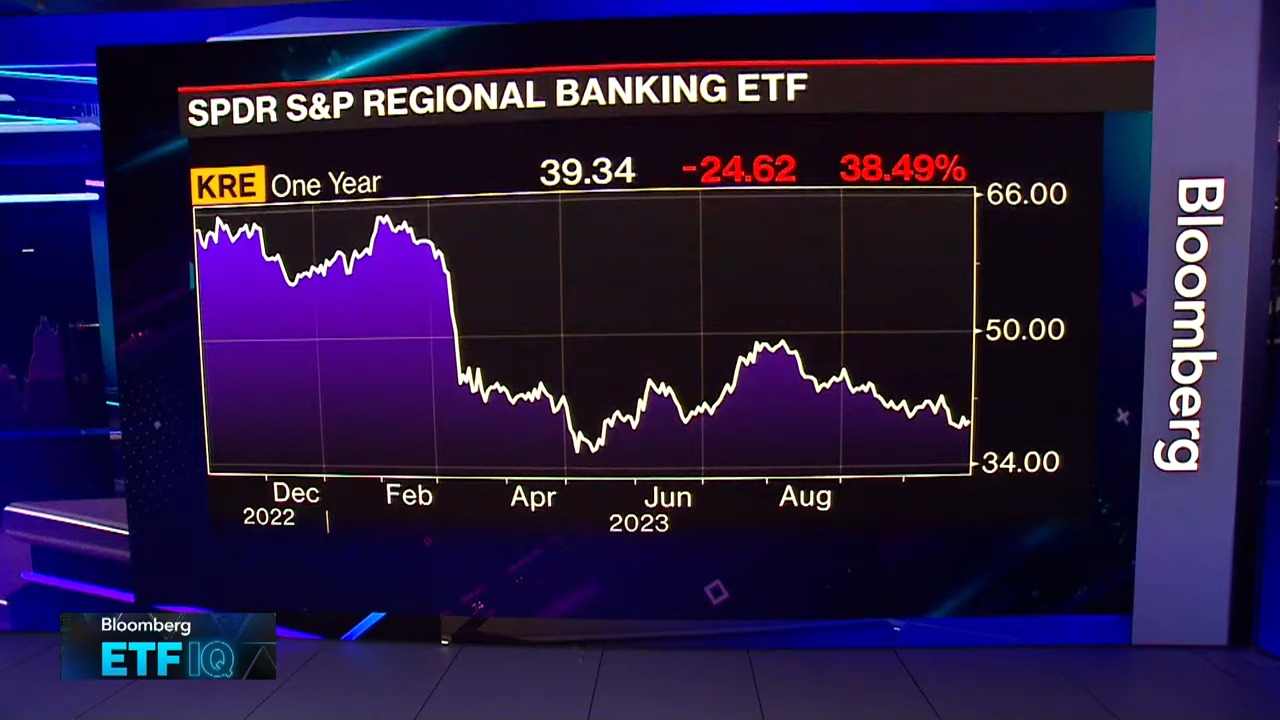 SPDR S&P REGIONAL BANKING ETF
KRE One Year 39.34 -24.62 38.49%
66.00
50.00
34.00
Dec Feb Apr Jun Aug
2022 2023
Bloomberg
Bloomberg
ETF IQ